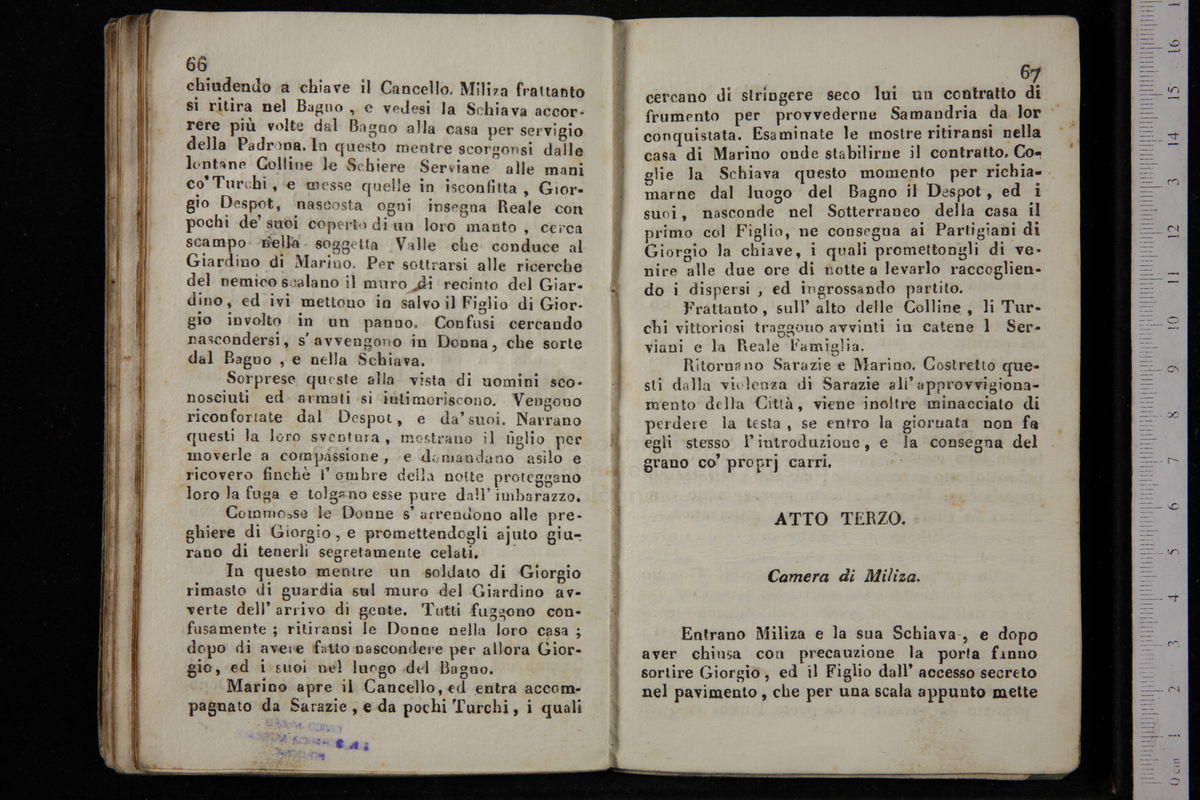 66
chiudendo a chiave il Cancello. Miliza frattanto
si ritira nel Bagno , e vedesi la Schiava accor-
rere più volte dal Bagno alla casa per servigio
della Padrona. In questo mentre scorgonsi dalle
lontane Colline le Schiere Serviane alle mani
co' Turchi , e messe quelle in isconfitta , Gior-
gio Despot, nascosta ogni insegna Reale con
pochi de' suoi coperto di un loro manto , cerca
scampo nella soggetta Valle che conduce al
Giardino di Marino. Per sottrarsi alle ricerche
del nemico scalano il muro di recinto del Giar-
dino, ed ivi mettono in salvo il Figlio di Gior-
gio involto in un panno. Confusi cercando
nascondersi, s' avvengono in Donna, che sorte
dal Bagno , e nella Schiava.
Sorprese queste alla vista di uomini sco-
nosciuti ed armati si intimoriscono. Vengono
riconfortate dal Despot, e da' suoi. Narrano
questi la loro sventura , mostrano il figlio per
moverle a compassione , e domandano asilo e
ricovero finchè l' ombre della notte proteggano
loro la fuga e tolgano esse pure dall' imbarazzo.
Commosse le Donne s' arrendono alle pre-
ghiere di Giorgio , e promettendogli ajuto giu-
rano di tenerli segretamente celati.
In questo mentre un soldato di Giorgio
rimasto di guardia sul muro del Giardino av-
verte dell' arrivo di gente. Tutti fuggono con-
fusamente ; ritiransi le Donne nella loro casa ;
dopo di avere fatto nascondere per allora Gior-
gio, ed i suoi nel luogo del Bagno.
Marino apre il Cancello, ed entra accom-
pagnato da Sarazie , e da pochi Turchi , i quali
67
cercano di stringere seco lui un contratto di
frumento per provvederne Samandria da lor
conquistata. Esaminate le mostre ritiransi nella
casa di Marino onde stabilirne il contratto. Co-
glie la Schiava questo momento per richia-
marne dal luogo del Bagno il Despot , ed i
suoi , nasconde nel Sotterraneo della casa il
primo col Figlio, ne consegna ai Partigiani di
Giorgio la chiave, i quali promettongli di ve-
nire alle due ore di notte a levarlo raccoglien-
do i dispersi , ed ingrossando partito.
Frattanto , sull' alto delle Colline , li Tur-
chi vittoriosi traggono avvinti in catene l Ser-
viani e la Reale Famiglia.
Ritornano Sarazie e Marino. Costretto que-
sti dalla violenza di Sarazie all' approvvigiona-
mento della Città , viene inoltre minacciato di
perdere la testa , se entro la giornata non fa
egli stesso l' introduzione , e la consegna del
grano co' proprj carri.
ATTO TERZO.
Camera di Miliza.
Entrano Miliza e la sua Schiava , e dopo
aver chiusa con precauzione la porta fanno
sortire Giorgio , ed il Figlio dall' accesso secreto
nel pavimento , che per una scala appunto mette